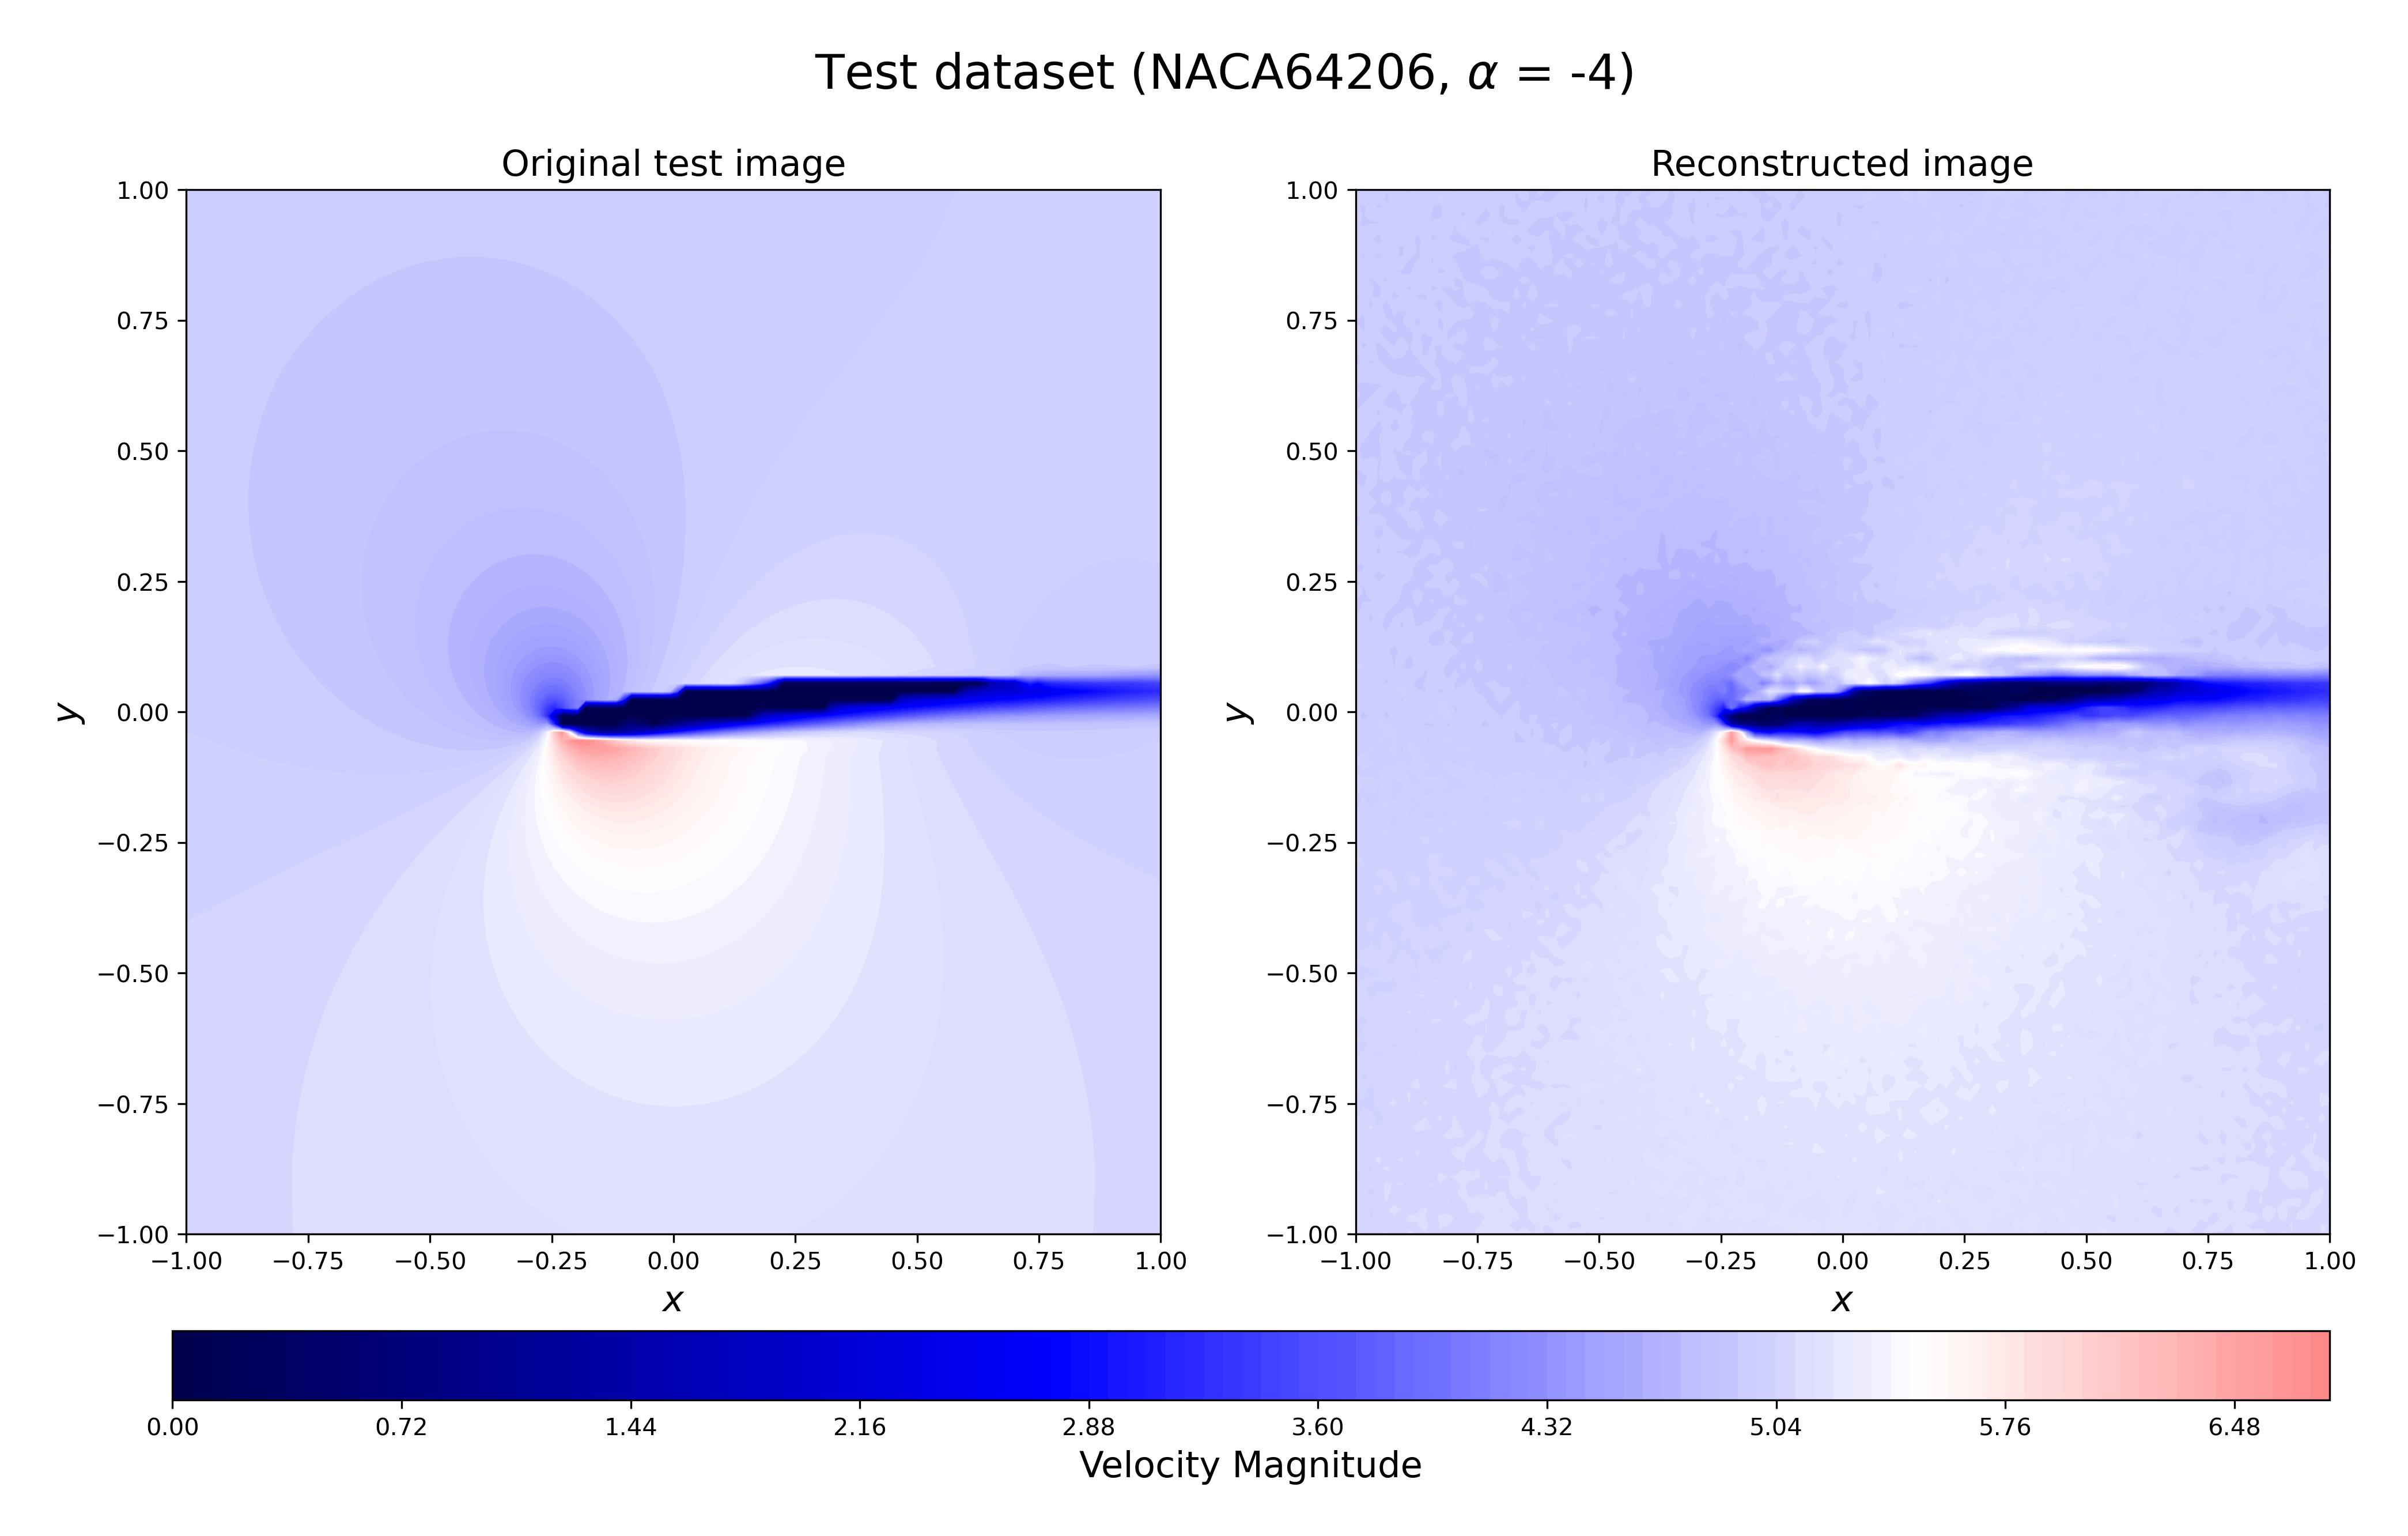 Test dataset (NACA64206, α = -4)
Original test image
Reconstructed image
1.00
0.75
0.50
0.25
0.00
−0.25
−0.50
−0.75
−1.00
y
−1.00 −0.75 −0.50 −0.25 0.00 0.25 0.50 0.75 1.00
x
1.00
0.75
0.50
0.25
0.00
−0.25
−0.50
−0.75
−1.00
y
−1.00 −0.75 −0.50 −0.25 0.00 0.25 0.50 0.75 1.00
x
0.00 0.72 1.44 2.16 2.88 3.60 4.32 5.04 5.76 6.48
Velocity Magnitude